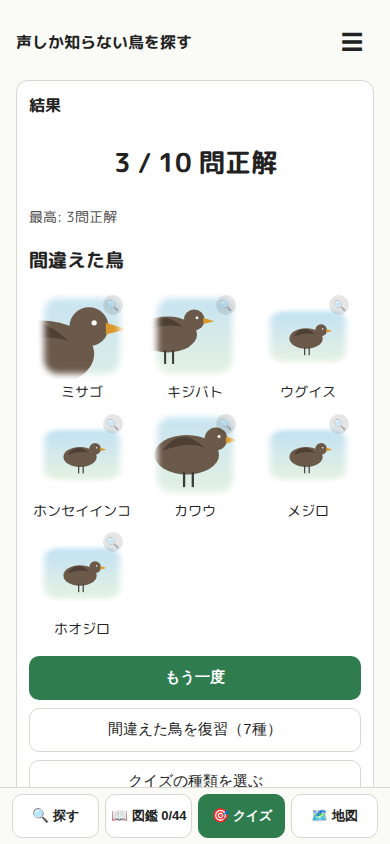 声しか知らない鳥を探す
☰
結果
3 / 10 問正解
最高: 3問正解
間違えた鳥
ミサゴ
キジバト
ウグイス
ホンセイインコ
カワウ
メジロ
ホオジロ
もう一度
間違えた鳥を復習（7種）
クイズの種類を選ぶ
🔍 探す
📖 図鑑 0/44
🎯 クイズ
🗺️ 地図